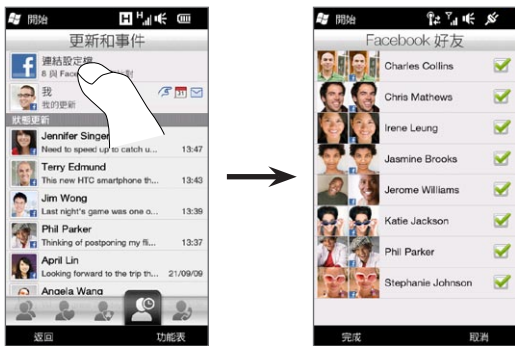 開始
更新和事件
連結設定檔
8 與 Face
我
我的更新
狀態更新
Jennifer Singer
Need to speed up to catch u... 13:47
Terry Edmund
This new HTC smartphone th... 13:43
Jim Wong
Last night's game was one o... 13:39
Phil Parker
Thinking of postponing my fli... 13:37
April Lin
Looking forward to the trip th... 21/09/09
Angela Wang
返回 功能表
開始
Facebook 好友
Charles Collins
Chris Mathews
Irene Leung
Jasmine Brooks
Jerome Williams
Katie Jackson
Phil Parker
Stephanie Johnson
完成 取消